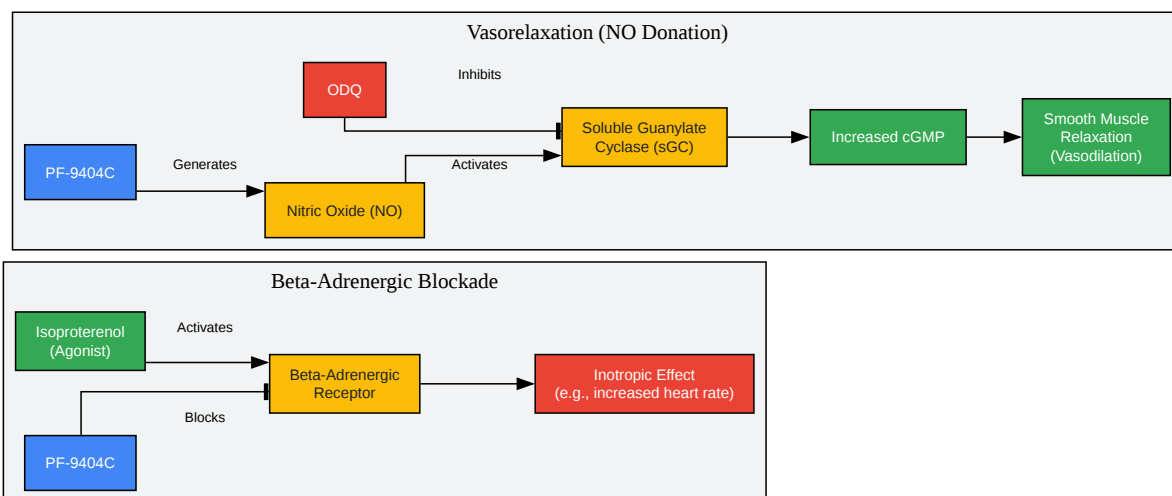 Vasorelaxation (NO Donation)
ODQ
Inhibits
Soluble Guanylate
Cyclase (sGC)
Increased cGMP
Smooth Muscle
Relaxation
(Vasodilation)
PF-9404C
Generates
Activates
Nitric Oxide (NO)
Beta-Adrenergic Blockade
Isoproterenol
(Agonist)
Activates
Beta-Adrenergic
Receptor
Inotropic Effect
(e.g., increased heart rate)
Blocks
PF-9404C